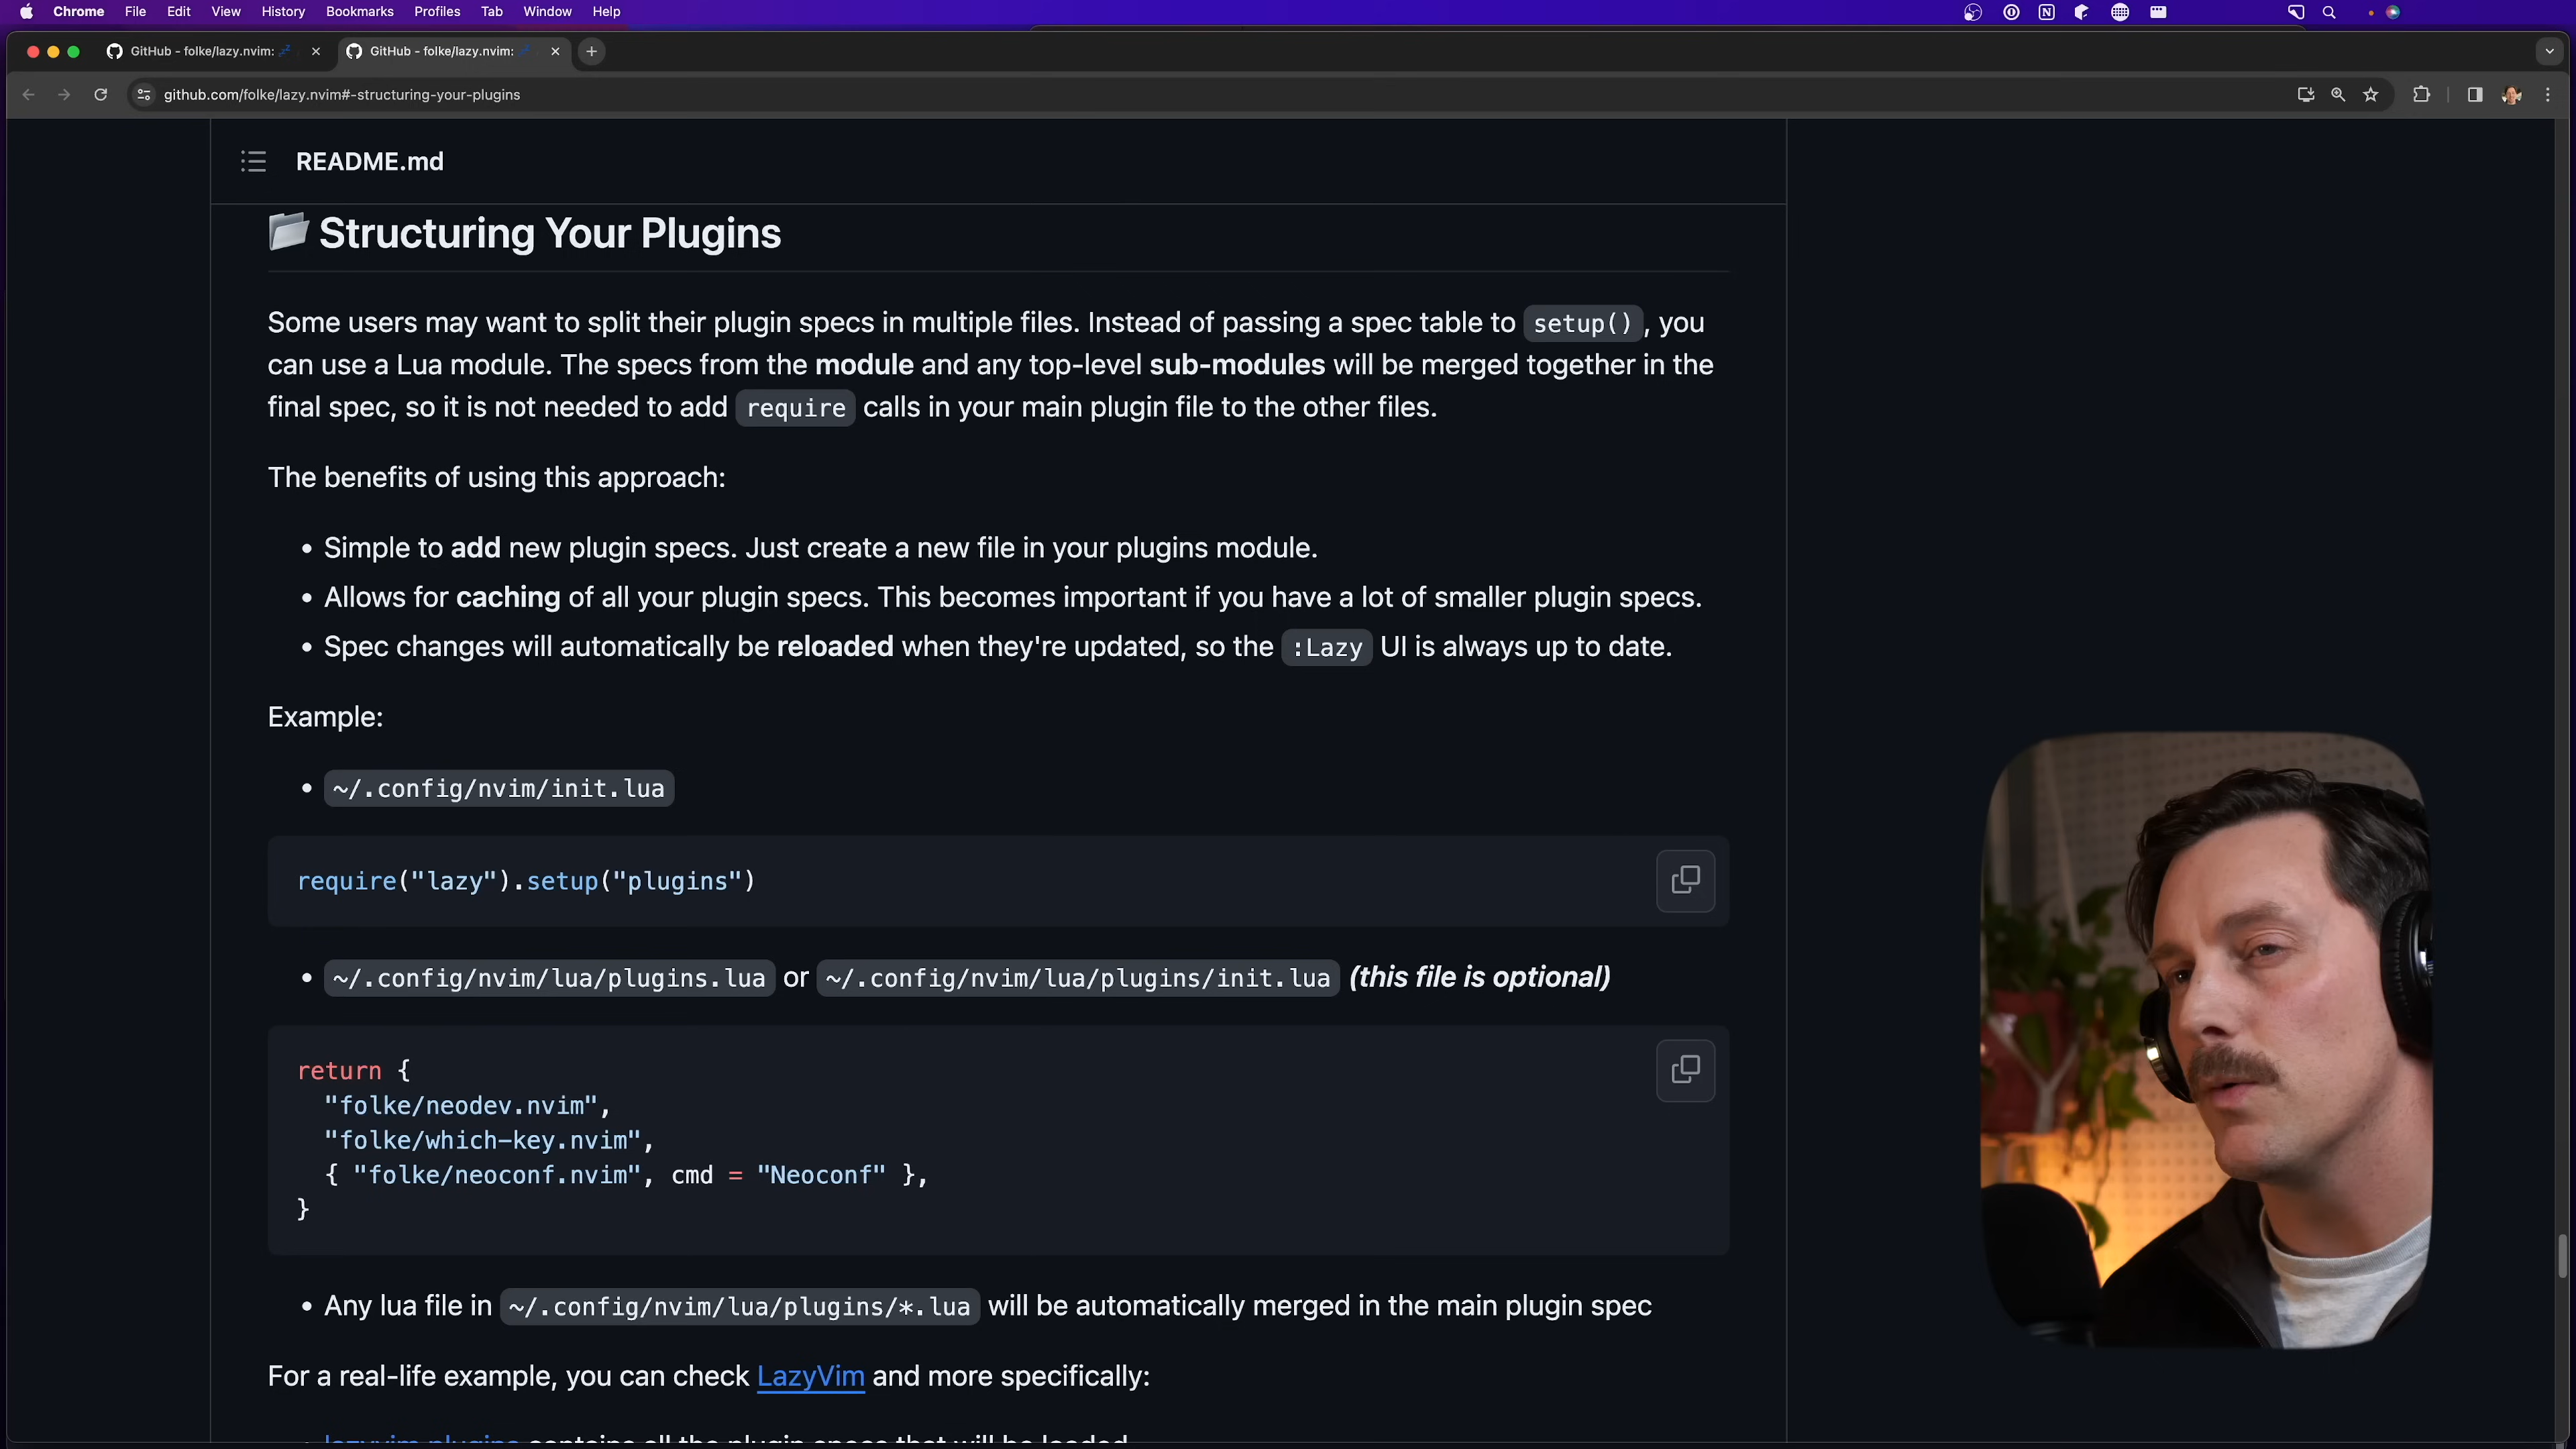 Chrome File Edit View History Bookmarks Profiles Tab Window Help
GitHub - folke/lazy.nvim: GitHub - folke/lazy.nvim:
github.com/folke/lazy.nvim#-structuring-your-plugins
README.md
Structuring Your Plugins
Some users may want to split their plugin specs in multiple files. Instead of passing a spec table to setup(), you
can use a Lua module. The specs from the module and any top-level sub-modules will be merged together in the
final spec, so it is not needed to add require calls in your main plugin file to the other files.
The benefits of using this approach:
• Simple to add new plugin specs. Just create a new file in your plugins module.
• Allows for caching of all your plugin specs. This becomes important if you have a lot of smaller plugin specs.
• Spec changes will automatically be reloaded when they're updated, so the :Lazy UI is always up to date.
Example:
• ~/.config/nvim/init.lua
require("lazy").setup("plugins")
• ~/.config/nvim/lua/plugins.lua or ~/.config/nvim/lua/plugins/init.lua (this file is optional)
return {
"folke/neodev.nvim",
"folke/which-key.nvim",
{ "folke/neoconf.nvim", cmd = "Neoconf" },
}
• Any lua file in ~/.config/nvim/lua/plugins/*.lua will be automatically merged in the main plugin spec
For a real-life example, you can check LazyVim and more specifically:
lazyvim.plugins contains all the plugin specs that will be loaded